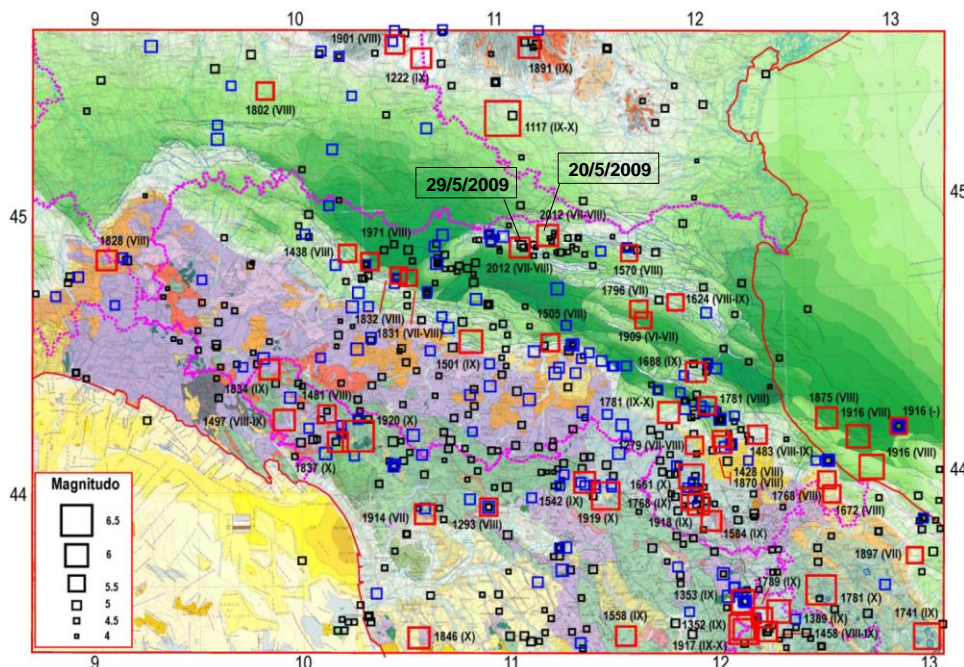 9 10 11 12 13
1901 (VIII)
1222 (IX)
1891 (IX)
1802 (VIII)
1117 (IX-X)
29/5/2009
20/5/2009
45
45
2012 (VII-VIII)
1971 (VIII)
1828 (VIII)
1438 (VIII)
2012 (VII-VIII)
1570 (VIII)
1796 (VII)
1624 (VIII-IX)
1832 (VIII)
1505 (VIII)
1831 (VII-VIII)
1909 (VI-VII)
1501 (IX)
1688 (IX)
1834 (IX)
1481 (VIII)
1781 (IX-X)
1781 (VIII)
1875 (VIII)
1916 (VIII)
1916 (-)
1497 (VIII-IX)
1920 (X)
1279 (VII-VIII)
1483 (VIII-IX)
1916 (VIII)
1837 (X)
1428 (VIII)
1870 (VIII)
44
44
Magnitudo
6.5
6
5.5
5
4.5
4
1661 (X)
1542 (IX)
1768 (IX)
1768 (VIII)
1672 (VIII)
1914 (VII)
1293 (VIII)
1919 (X)
1918 (IX)
1584 (IX)
1897 (VII)
1789 (IX)
1353 (IX)
1781 (X)
1352 (IX)
1389 (IX)
1741 (IX)
1558 (IX)
1846 (X)
1458 (VIII-IX)
1917 (IX-X)
9 10 11 12 13